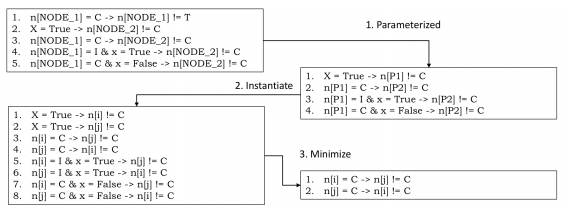 1. n[NODE_1] = C -> n[NODE_1] != T
2. X = True -> n[NODE_2] != C
3. n[NODE_1] = C -> n[NODE_2] != C
4. n[NODE_1] = I & x = True -> n[NODE_2] != C
5. n[NODE_1] = C & x = False -> n[NODE_2] != C
1. Parameterized
1. X = True -> n[P1] != C
2. n[P1] = C -> n[P2] != C
3. n[P1] = I & x = True -> n[P2] != C
4. n[P1] = C & x = False -> n[P2] != C
2. Instantiate
1. X = True -> n[i] != C
2. X = True -> n[j] != C
3. n[i] = C -> n[j] != C
4. n[j] = C -> n[i] != C
5. n[i] = I & x = True -> n[j] != C
6. n[j] = I & x = True -> n[i] != C
7. n[i] = C & x = False -> n[j] != C
8. n[j] = C & x = False -> n[i] != C
3. Minimize
1. n[i] = C -> n[j] != C
2. n[j] = C -> n[i] != C